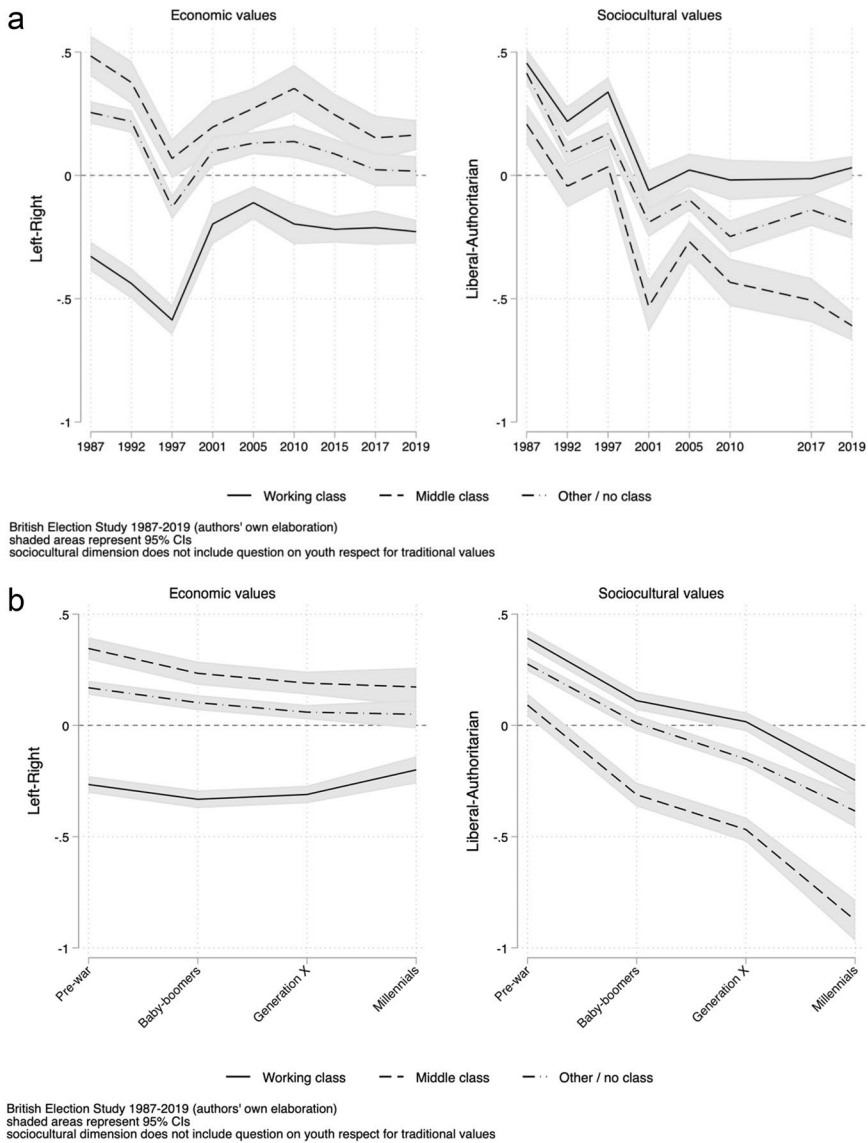 a
Economic values
Sociocultural values
Left-Right
.5
0
-.5
-1
1987 1992 1997 2001 2005 2010 2015 2017 2019
Liberal-Authoritarian
.5
0
-.5
-1
1987 1992 1997 2001 2005 2010 2017 2019
Working class Middle class Other / no class
British Election Study 1987-2019 (authors' own elaboration)
shaded areas represent 95% CIs
sociocultural dimension does not include question on youth respect for traditional values
b
Economic values
Sociocultural values
Left-Right
.5
0
-.5
-1
Pre-war Baby-boomers Generation X Millennials
Liberal-Authoritarian
.5
0
-.5
-1
Pre-war Baby-boomers Generation X Millennials
Working class Middle class Other / no class
British Election Study 1987-2019 (authors' own elaboration)
shaded areas represent 95% CIs
sociocultural dimension does not include question on youth respect for traditional values